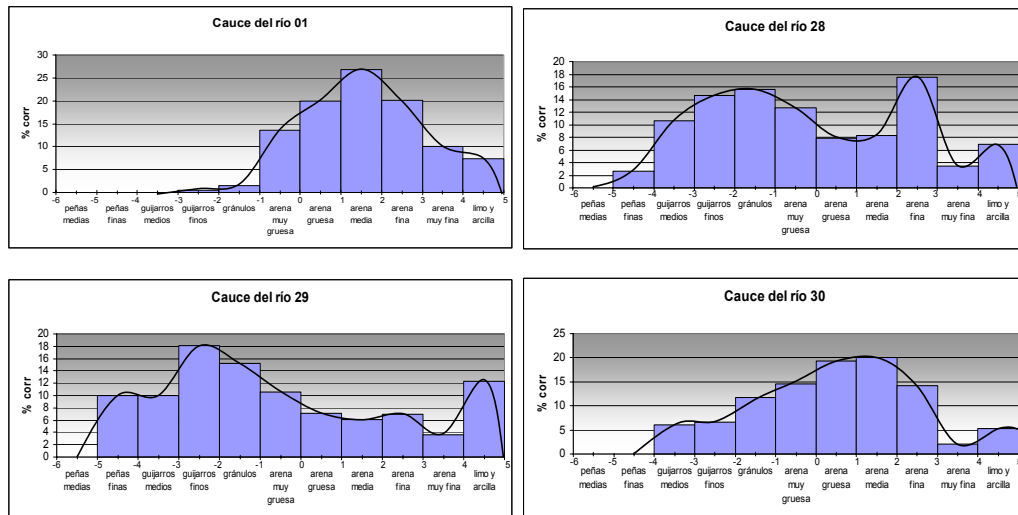 Cauce del río 01
30
25
20
15
10
5
0
% corr
-6 -5 -4 -3 -2 -1 0 1 2 3 4 5
peñas medias
peñas finas
guijarros medios
guijarros finos
gránulos
arena muy gruesa
arena gruesa
arena media
arena fina
arena muy fina
limo y arcilla
Cauce del río 28
20
18
16
14
12
10
8
6
4
2
0
% corr
-6 -5 -4 -3 -2 -1 0 1 2 3 4 5
peñas medias
peñas finas
guijarros medios
guijarros finos
gránulos
arena muy gruesa
arena gruesa
arena media
arena fina
arena muy fina
limo y arcilla
Cauce del río 29
20
18
16
14
12
10
8
6
4
2
0
% corr
-6 -5 -4 -3 -2 -1 0 1 2 3 4 5
peñas medias
peñas finas
guijarros medios
guijarros finos
gránulos
arena muy gruesa
arena gruesa
arena media
arena fina
arena muy fina
limo y arcilla
Cauce del río 30
25
20
15
10
5
0
% corr
-6 -5 -4 -3 -2 -1 0 1 2 3 4 5
peñas medias
peñas finas
guijarros medios
guijarros finos
gránulos
arena muy gruesa
arena gruesa
arena media
arena fina
arena muy fina
limo y arcilla